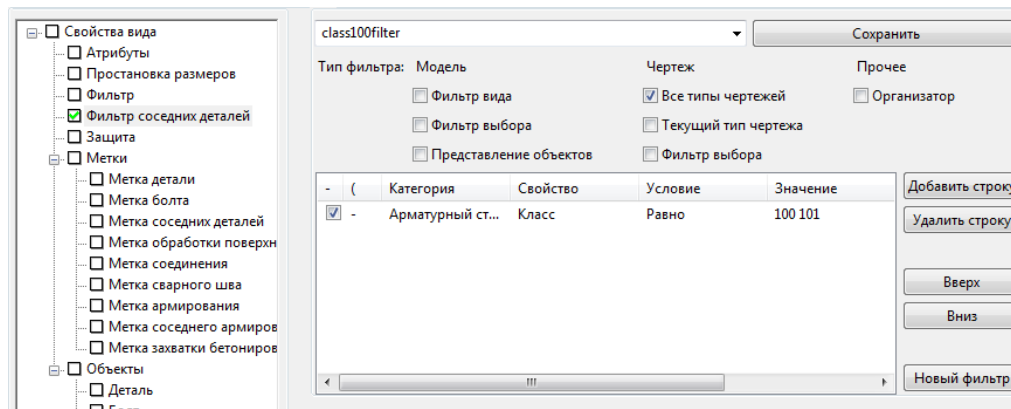 Свойства вида
Атрибуты
Простановка размеров
Фильтр
Фильтр соседних деталей
Защита
Метки
Метка детали
Метка болта
Метка соседних деталей
Метка обработки поверхн
Метка соединения
Метка сварного шва
Метка армирования
Метка соседнего армиров
Метка захватки бетониров
Объекты
Деталь
class100filter
Сохранить
Тип фильтра: Модель Чертеж Прочее
Фильтр вида Все типы чертежей Организатор
Фильтр выбора Текущий тип чертежа
Представление объектов Фильтр выбора
- ( Категория Свойство Условие Значение
- Арматурный ст... Класс Равно 100 101
Добавить строку
Удалить строку
Вверх
Вниз
Новый фильтр